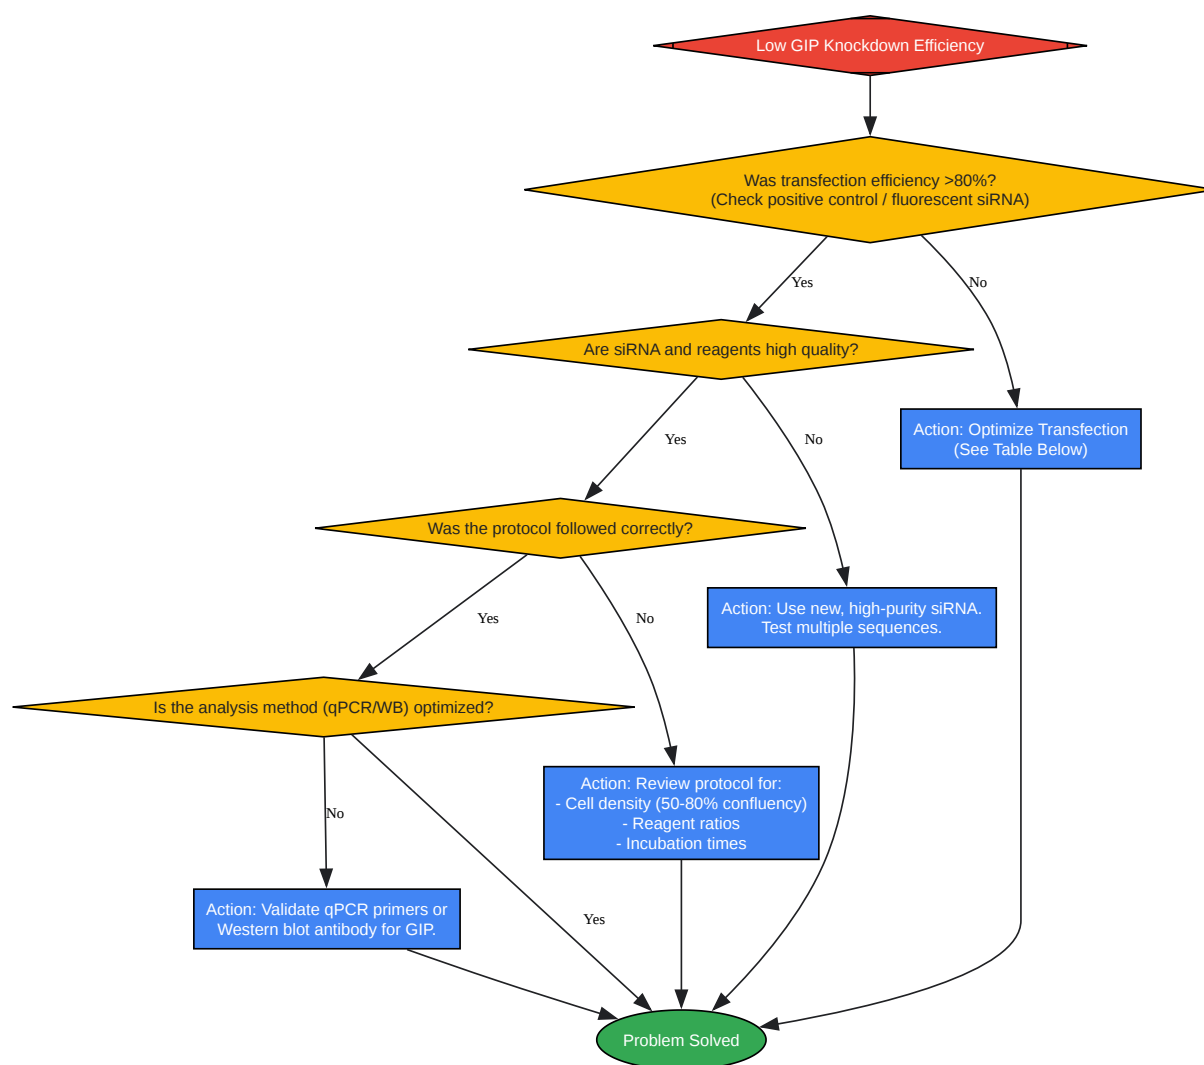 Low GIP Knockdown Efficiency
Was transfection efficiency >80%?
(Check positive control / fluorescent siRNA)
Yes
No
Are siRNA and reagents high quality?
Action: Optimize Transfection
(See Table Below)
Yes
No
Was the protocol followed correctly?
Action: Use new, high-purity siRNA.
Test multiple sequences.
Yes
No
Is the analysis method (qPCR/WB) optimized?
Action: Review protocol for:
- Cell density (50-80% confluency)
- Reagent ratios
- Incubation times
No
Yes
Action: Validate qPCR primers or
Western blot antibody for GIP.
Problem Solved